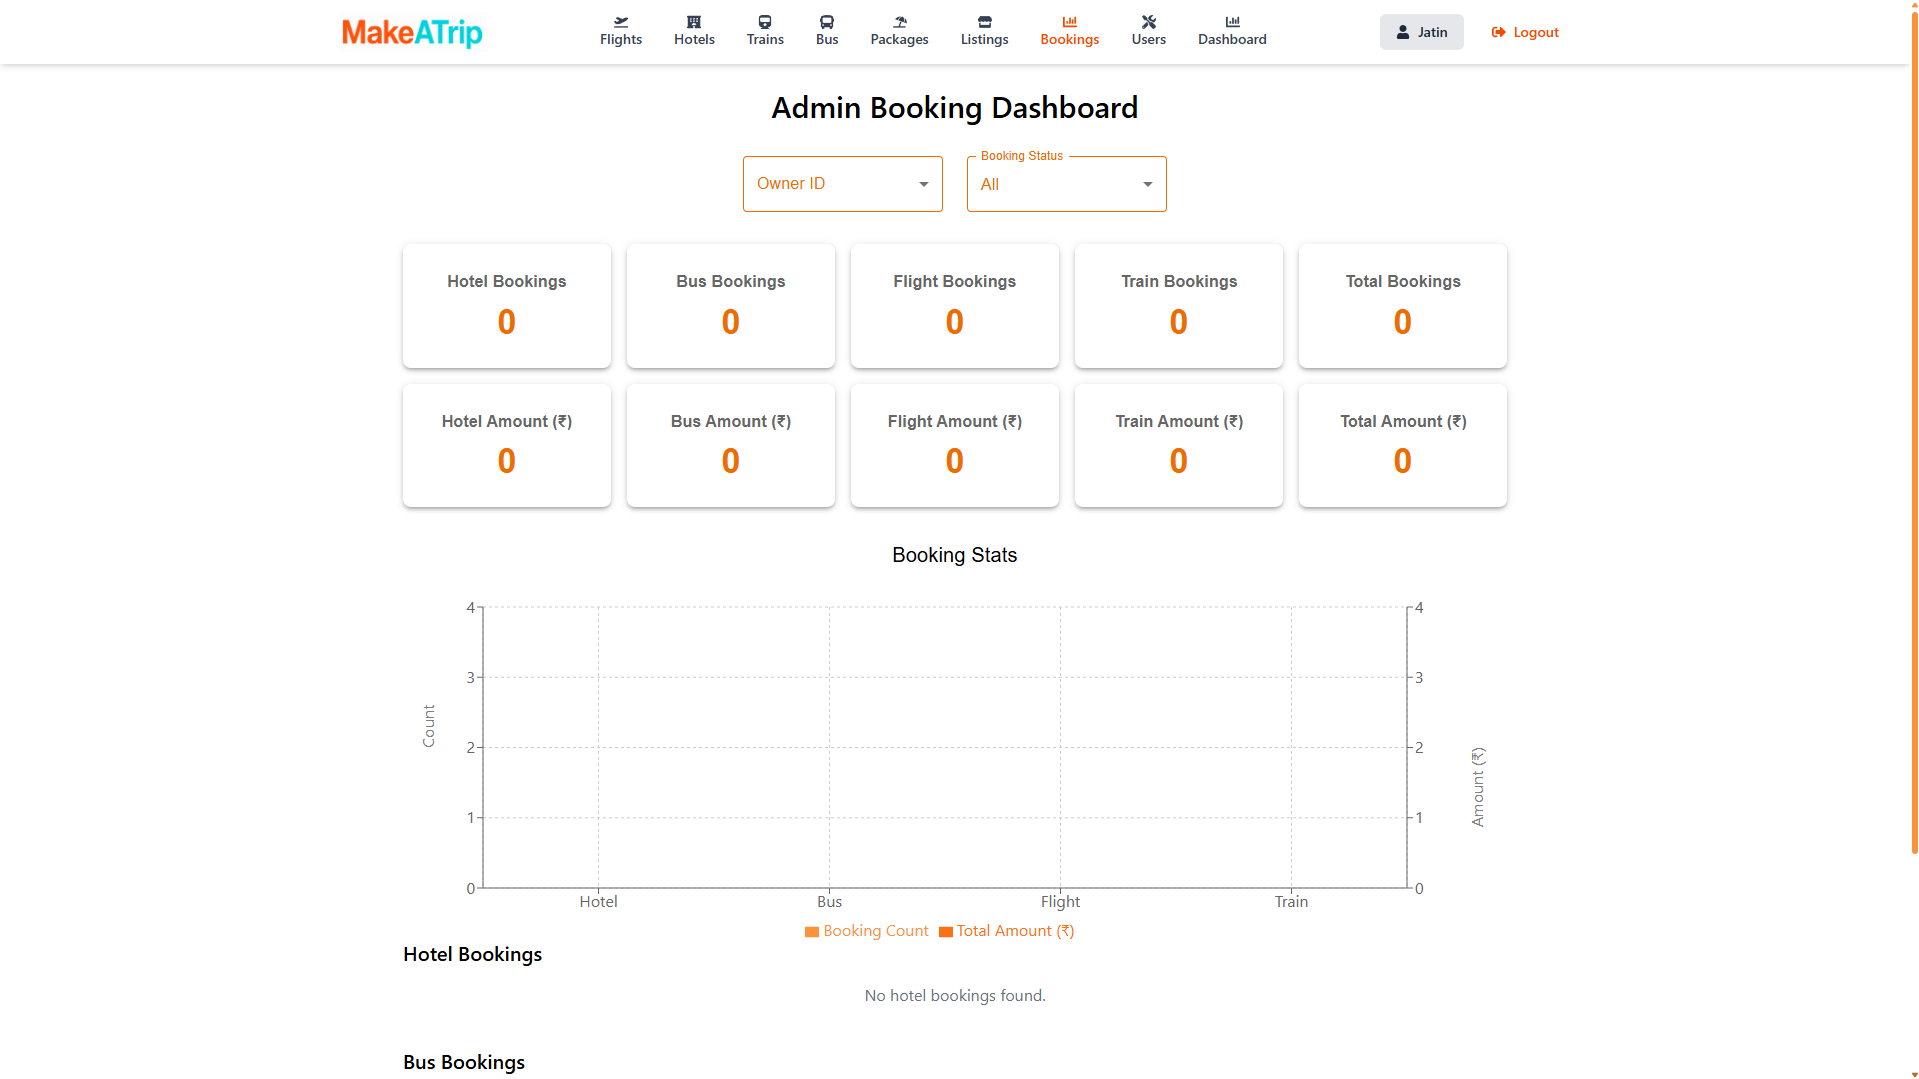 MakeATrip
Flights
Hotels
Trains
Bus
Packages
Listings
Bookings
Users
Dashboard
Jatin
Logout
Admin Booking Dashboard
Owner ID
Booking Status
All
Hotel Bookings
0
Bus Bookings
0
Flight Bookings
0
Train Bookings
0
Total Bookings
0
Hotel Amount (₹)
0
Bus Amount (₹)
0
Flight Amount (₹)
0
Train Amount (₹)
0
Total Amount (₹)
0
Booking Stats
Count
4
3
2
1
0
4
3
2
1
0
Amount (₹)
Hotel
Bus
Flight
Train
Booking Count
Total Amount (₹)
Hotel Bookings
No hotel bookings found.
Bus Bookings